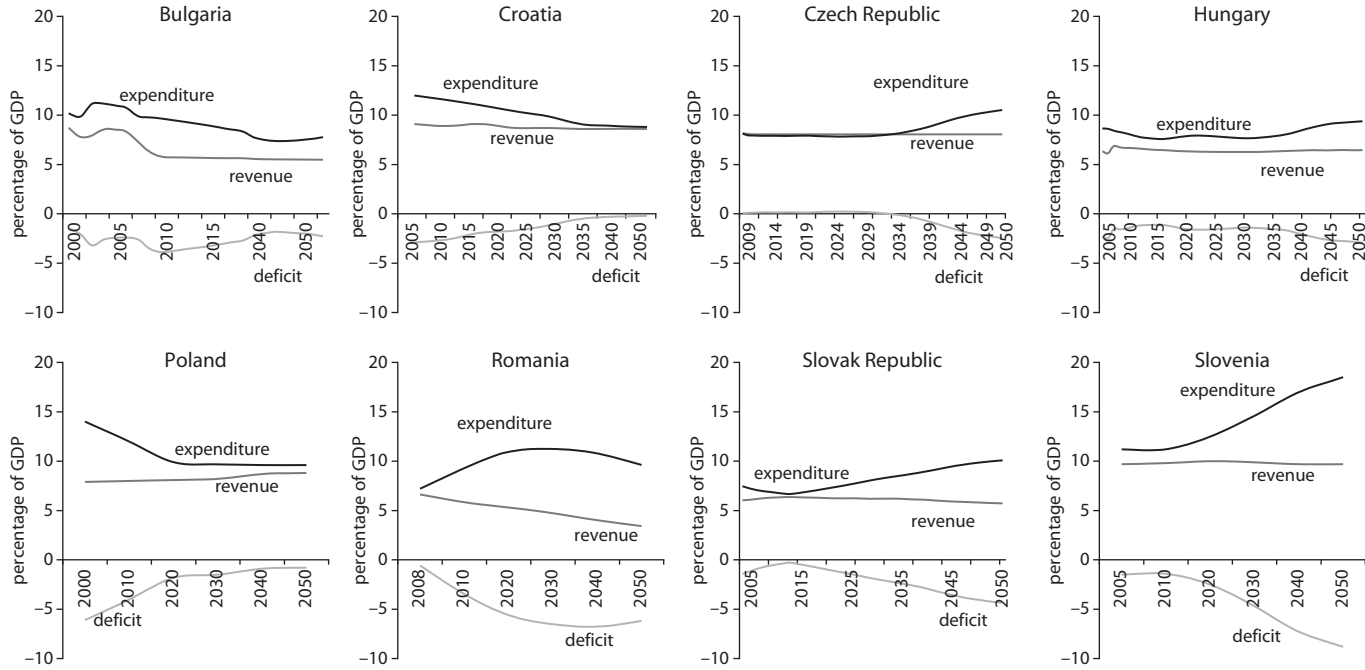 Bulgaria
percentage of GDP
20
15
10
5
0
–5
–10
expenditure
revenue
deficit
2000
2005
2010
2015
2040
2050
Croatia
percentage of GDP
20
15
10
5
0
–5
–10
expenditure
revenue
deficit
2005
2010
2015
2020
2025
2030
2035
2040
2050
Czech Republic
percentage of GDP
20
15
10
5
0
–5
–10
expenditure
revenue
deficit
2009
2014
2019
2024
2029
2034
2039
2044
2049
2050
Hungary
percentage of GDP
20
15
10
5
0
–5
–10
expenditure
revenue
deficit
2005
2010
2015
2020
2025
2030
2035
2040
2045
2050
Poland
percentage of GDP
20
15
10
5
0
–5
–10
expenditure
revenue
deficit
2000
2010
2020
2030
2040
2050
Romania
percentage of GDP
20
15
10
5
0
–5
–10
expenditure
revenue
deficit
2008
2010
2020
2030
2040
2050
Slovak Republic
percentage of GDP
20
15
10
5
0
–5
–10
expenditure
revenue
deficit
2005
2015
2025
2035
2045
2050
Slovenia
percentage of GDP
20
15
10
5
0
–5
–10
expenditure
revenue
deficit
2005
2010
2020
2030
2040
2050